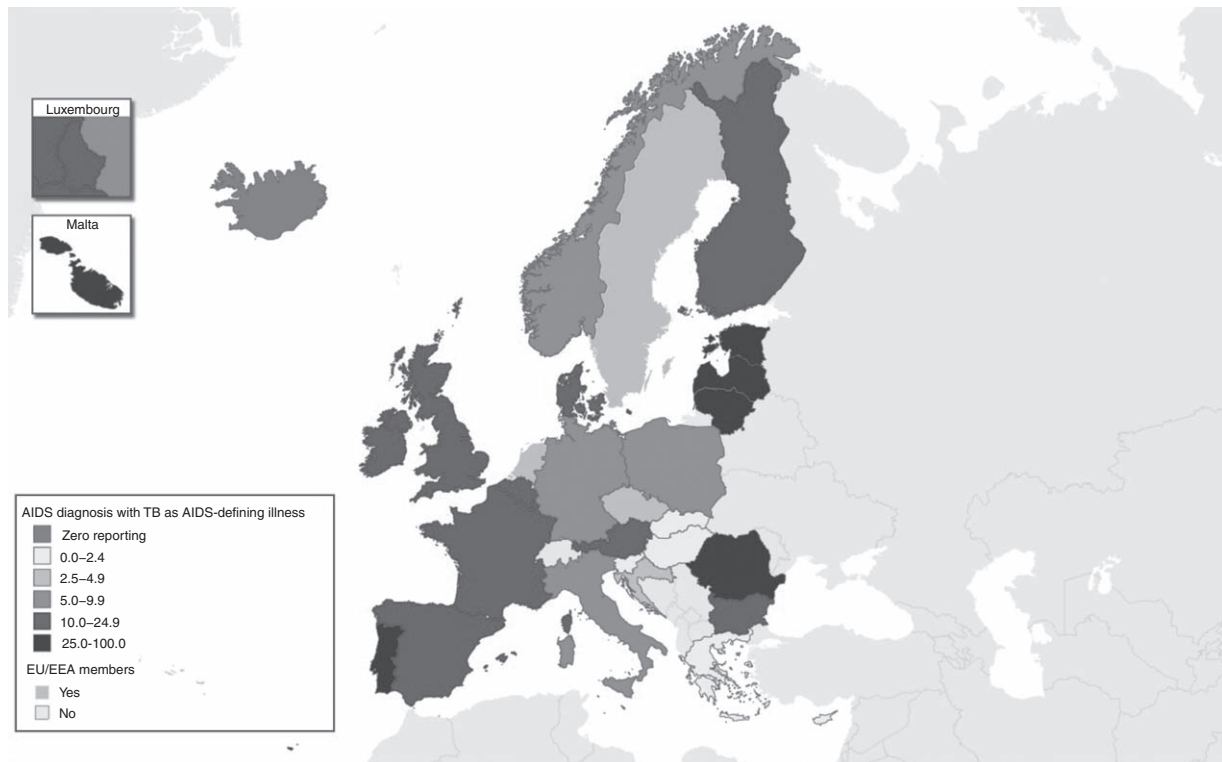 Luxembourg
Malta
AIDS diagnosis with TB as AIDS-defining illness
Zero reporting
0.0–2.4
2.5–4.9
5.0–9.9
10.0–24.9
25.0-100.0
EU/EEA members
Yes
No